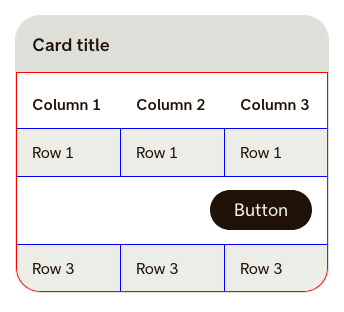 Card title
Column 1 Column 2 Column 3
Row 1 Row 1 Row 1
Button
Row 3 Row 3 Row 3